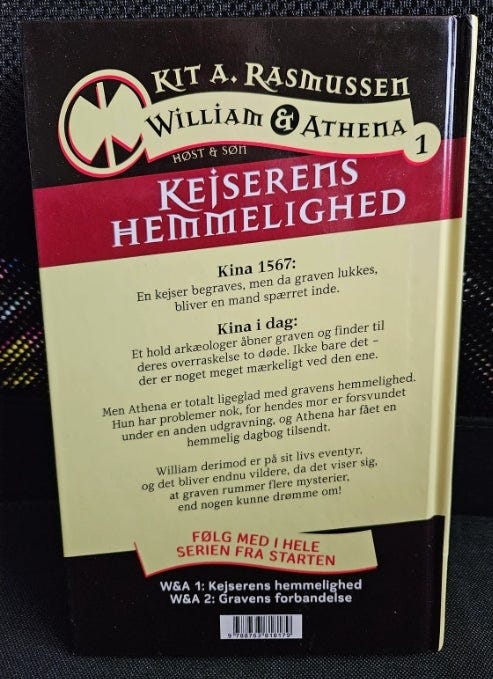 KIT A. RASMUSSEN
WILLIAM & ATHENA
1
HØST & SØN
KEJSERENS
HEMMELIGHED
Kina 1567:
En kejser begraves, men da graven lukkes,
bliver en mand spærret inde.
Kina i dag:
Et hold arkæologer åbner graven og finder til
deres overraskelse to døde. Ikke bare det –
der er noget meget mærkeligt ved den ene.
Men Athena er totalt ligeglad med gravens hemmelighed.
Hun har problemer nok, for hendes mor er forsvundet
under en anden udgravning, og Athena har fået en
hemmelig dagbog tilsendt.
William derimod er på sit livs eventyr,
og det bliver endnu vildere, da det viser sig,
at graven rummer flere mysterier,
end nogen kunne drømme om!
FØLG MED I HELE
SERIEN FRA STARTEN
W&A 1: Kejserens hemmelighed
W&A 2: Gravens forbandelse